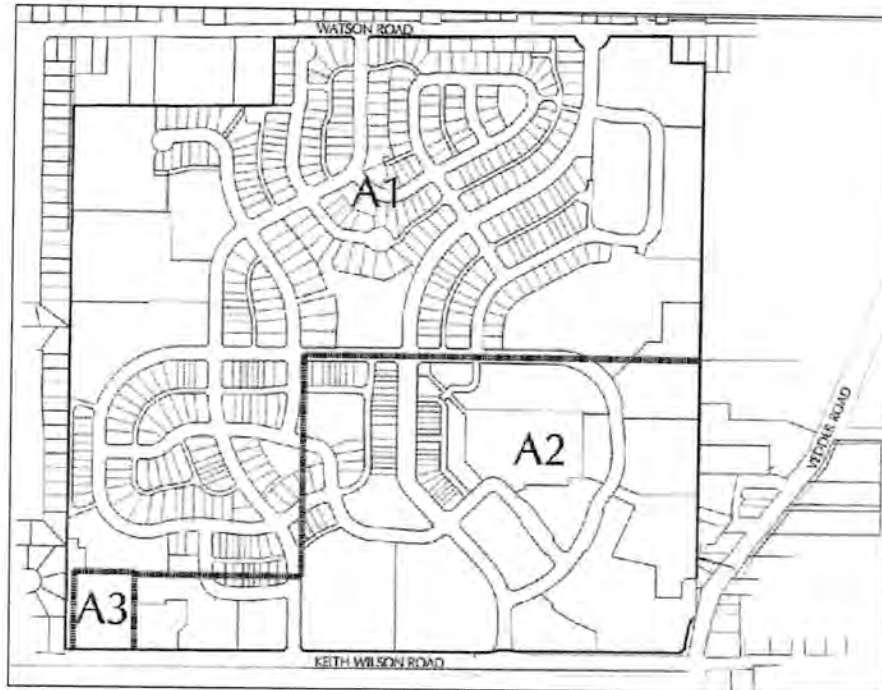 WATSON ROAD
A1
A2
VEDDER ROAD
A3
KEITH WILSON ROAD